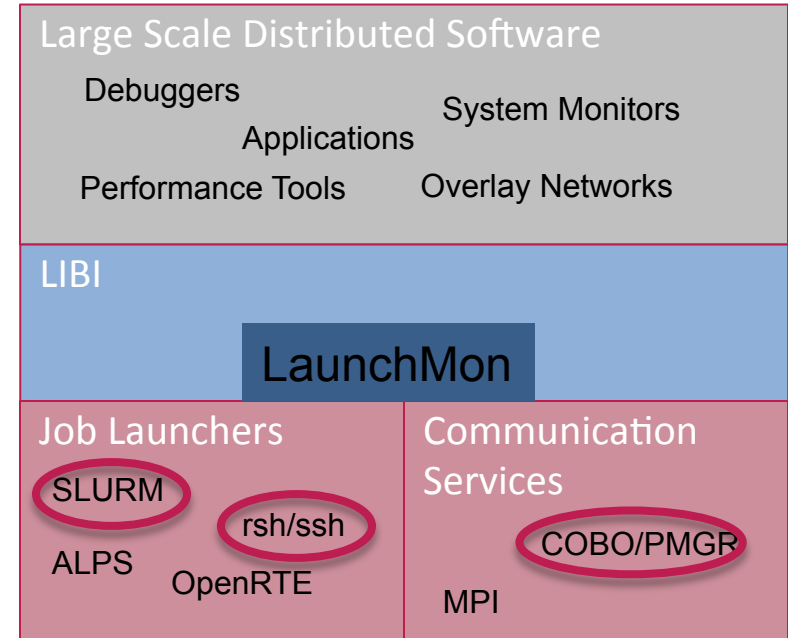 Large Scale Distributed Software
Debuggers
System Monitors
Applications
Performance Tools
Overlay Networks
LIBI
LaunchMon
Job Launchers
SLURM
rsh/ssh
ALPS
OpenRTE
Communication
Services
COBO/PMGR
MPI